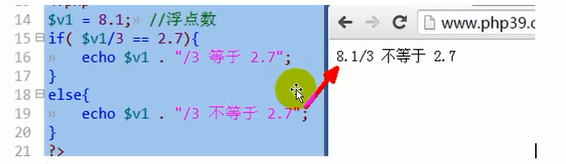 14 $v1 = 8.1; //浮点数
www.php39.c
15 if( $v1/3 == 2.7){
16 echo $v1 . "/3 等于 2.7";
8.1/3 不等于 2.7
17 }
18 else{
19 echo $v1 . "/3 不等于 2.7";
20 }
21 ?>